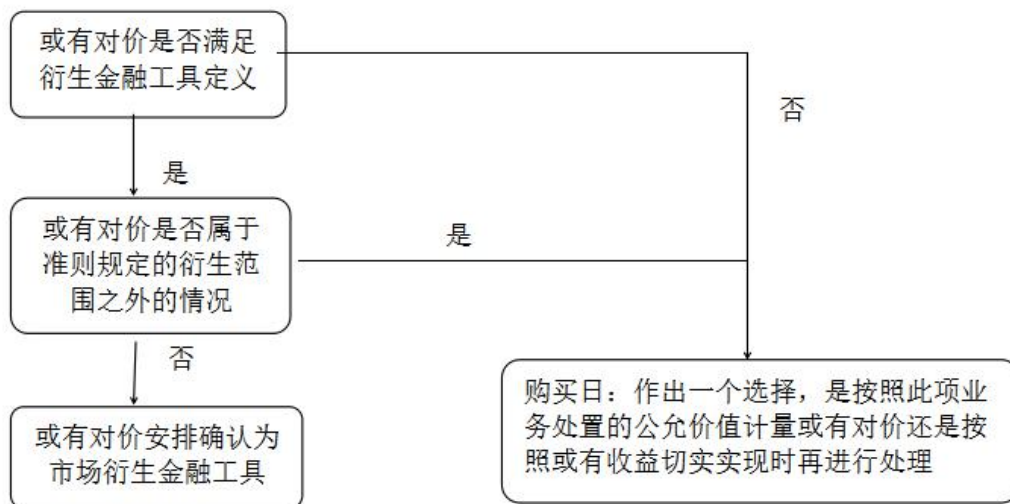 或有对价是否满足
衍生金融工具定义
否
是
或有对价是否属于
准则规定的衍生范
围之外的情况
是
否
购买日：作出一个选择，是按照此项业
务处置的公允价值计量或有对价还是按
照或有收益切实实现时再进行处理
或有对价安排确认为
市场衍生金融工具